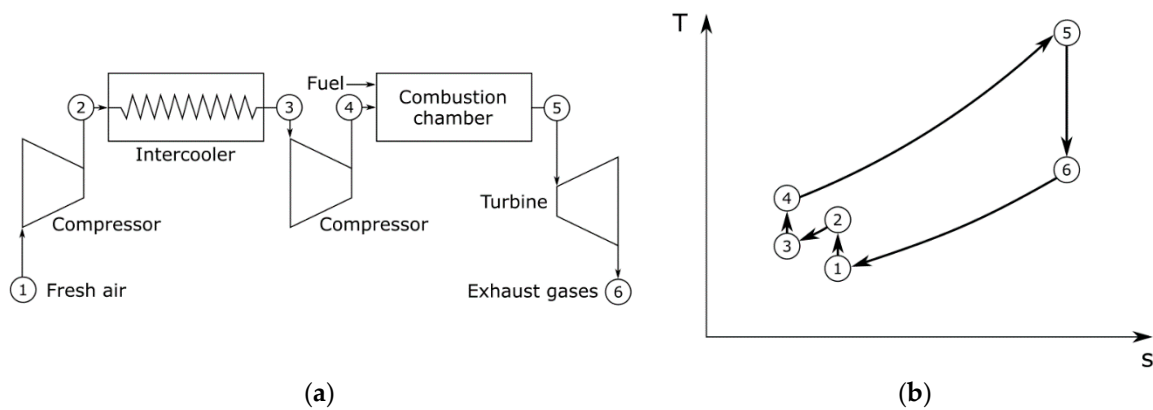 Fuel
2
3
4
Combustion
chamber
5
Intercooler
Compressor
Compressor
Turbine
1
Fresh air
Exhaust gases
6
(a)
T
5
6
4
2
3
1
s
(b)